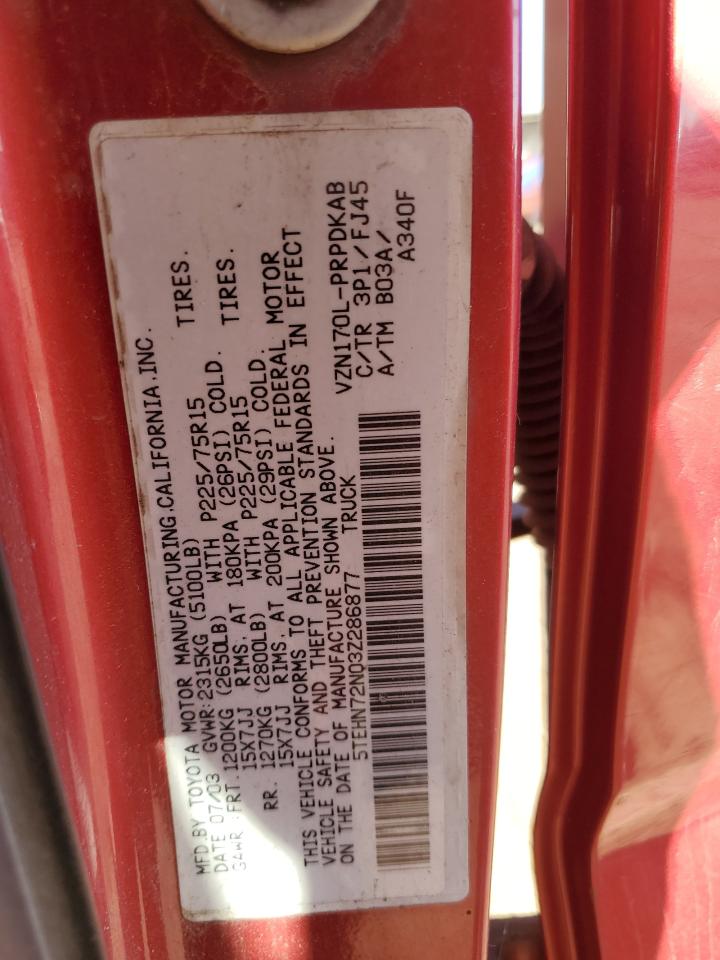 MFD.BY TOYOTA MOTOR MANUFACTURING.CALIFORNIA.INC.
DATE 07/03 GVWR:2315KG (5100LB)
GAWR :FRT.1200KG (2650LB) WITH P225/75R15 TIRES.
15X7JJ RIMS. AT 180KPA (26PSI) COLD.
RR. 1270KG (2800LB) WITH P225/75R15 TIRES.
15X7JJ RIMS. AT 200KPA (29PSI) COLD.
THIS VEHICLE CONFORMS TO ALL APPLICABLE FEDERAL MOTOR
VEHICLE SAFETY AND THEFT PREVENTION STANDARDS IN EFFECT
ON THE DATE OF MANUFACTURE SHOWN ABOVE.
5TEHN72N03Z286877 TRUCK
VZN170L-PRPDKAB
C/TR 3P1/FJ45
A/TM B03A/
A340F